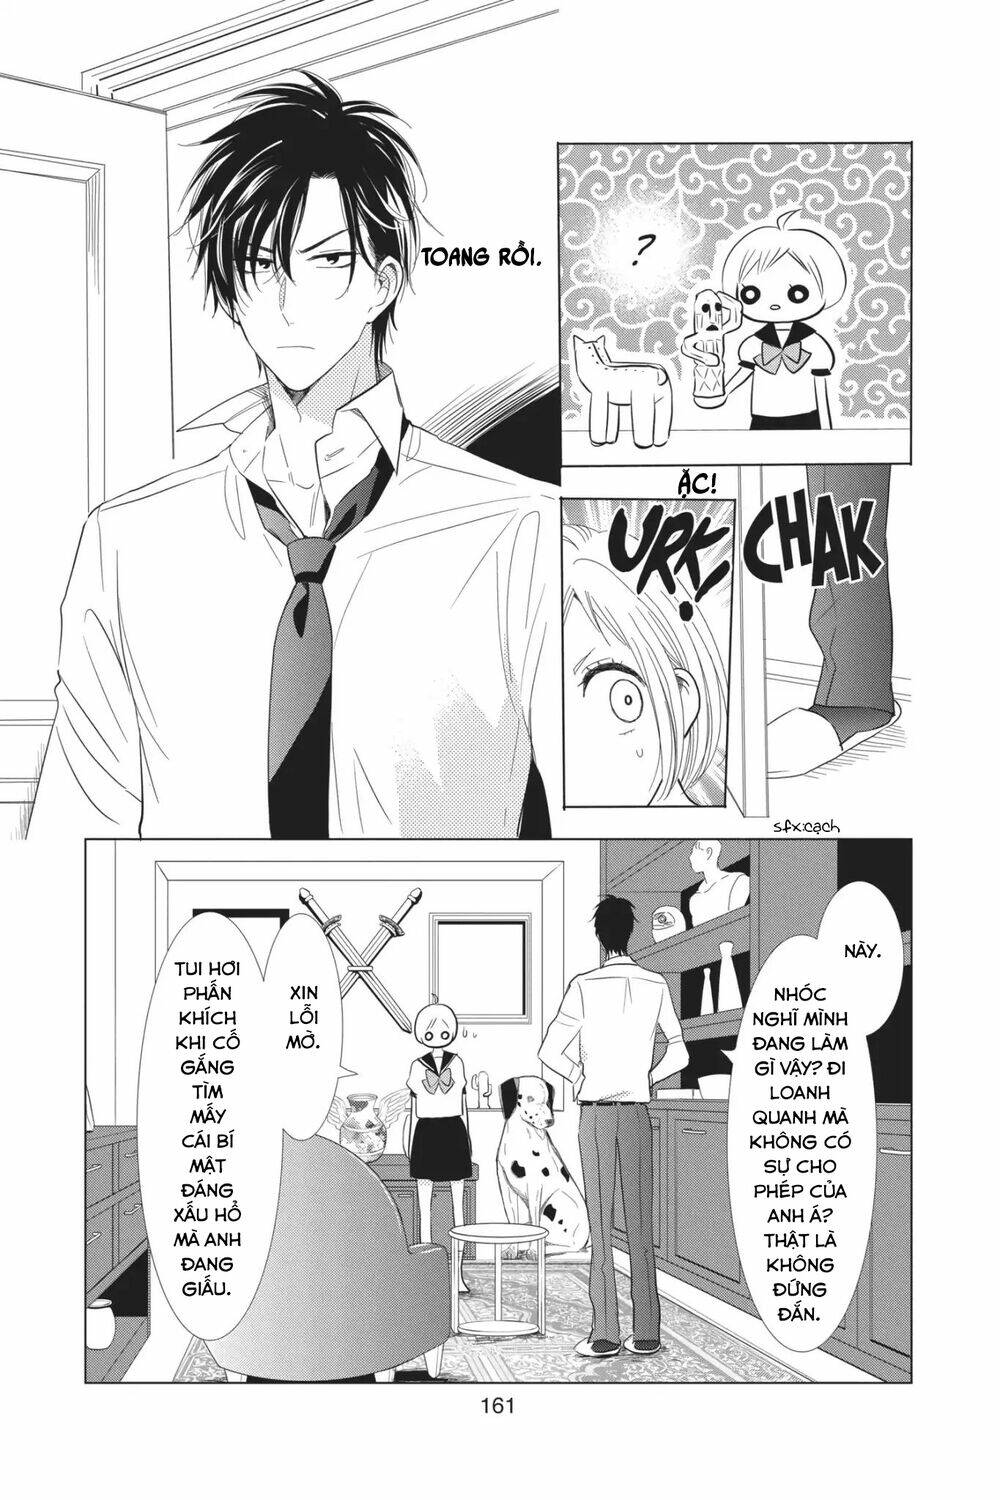 ?
ẶC!
URK!
CHAK
sfx:cạch
TOANG RỒI.
NÀY.
NHÓC
NGHĨ MÌNH
ĐANG LÀM
GÌ VẬY? ĐI
LOANH
QUANH MÀ
KHÔNG CÓ
SỰ CHO
PHÉP CỦA
ANH Á?
THẬT LÀ
KHÔNG
ĐỨNG
ĐẮN.
XIN
LỖI
MỜ.
TUI HƠI
PHẤN
KHÍCH
KHI CỐ
GẮNG
TÌM
MẤY
CÁI BÍ
MẬT
ĐÁNG
XẤU HỔ
MÀ ANH
ĐANG
GIẤU.
161